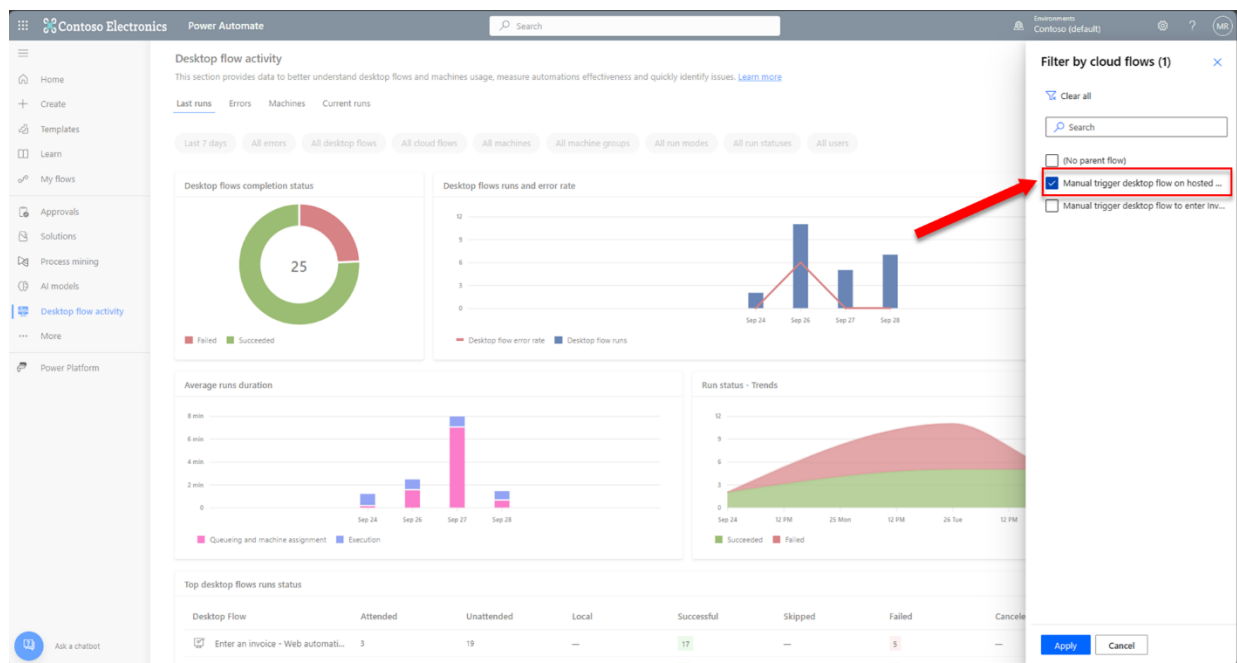 Contoso Electronics
Power Automate
Search
Environments
Contoso (default)
?
MR
Home
Create
Templates
Learn
My flows
Approvals
Solutions
Process mining
AI models
Desktop flow activity
More
Power Platform
Ask a chatbot
Desktop flow activity
This section provides data to better understand desktop flows and machines usage, measure automations effectiveness and quickly identify issues. Learn more
Last runs Errors Machines Current runs
Last 7 days All errors All desktop flows All cloud flows All machines All machine groups All run modes All run statuses All users
Desktop flows completion status
25
Failed Succeeded
Desktop flows runs and error rate
12
9
6
3
0
Sep 24 Sep 26 Sep 27 Sep 28
Desktop flow error rate Desktop flow runs
Average runs duration
8 min
6 min
4 min
2 min
0
Sep 24 Sep 26 Sep 27 Sep 28
Queueing and machine assignment Execution
Run status - Trends
12
9
6
3
0
Sep 24 12 PM 25 Mon 12 PM 26 Tue 12 PM
Succeeded Failed
Top desktop flows runs status
Desktop Flow Attended Unattended Local Successful Skipped Failed Cancele
Enter an invoice - Web automati... 3 19 — 17 — 5 —
Filter by cloud flows (1)
Clear all
Search
(No parent flow)
Manual trigger desktop flow on hosted ...
Manual trigger desktop flow to enter Inv...
Apply Cancel